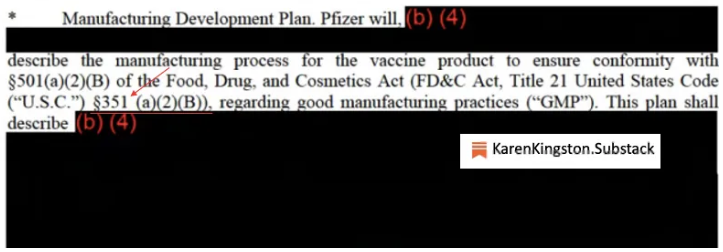 * Manufacturing Development Plan. Pfizer will, (b) (4)
describe the manufacturing process for the vaccine product to ensure conformity with
§501(a)(2)(B) of the Food, Drug, and Cosmetics Act (FD&C Act, Title 21 United States Code
(“U.S.C.”) §351 (a)(2)(B)), regarding good manufacturing practices (“GMP”). This plan shall
describe (b) (4)
KarenKingston.Substack